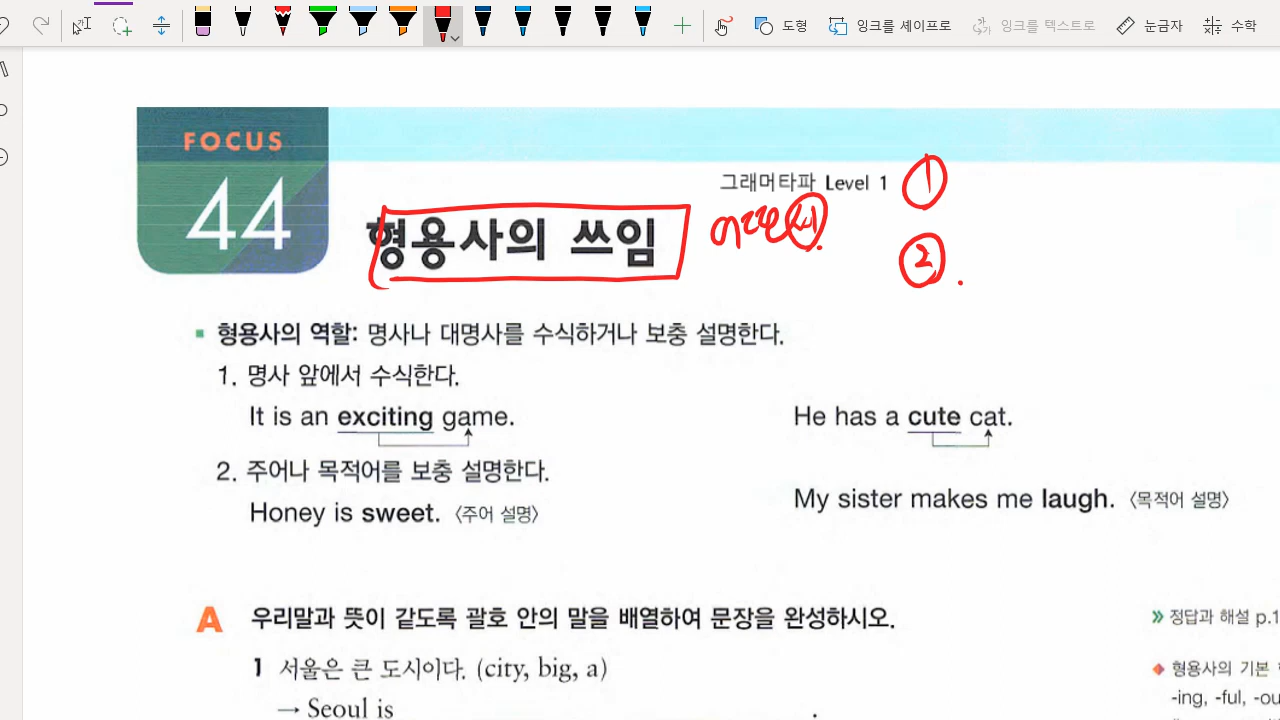 도형
잉크를 셰이프로
잉크를 텍스트로
눈금자
수학
FOCUS
44
그래머타파 Level 1
①
형용사의 쓰임
②
형용사의 역할: 명사나 대명사를 수식하거나 보충 설명한다.
1. 명사 앞에서 수식한다.
It is an exciting game.
He has a cute cat.
2. 주어나 목적어를 보충 설명한다.
Honey is sweet. 〈주어 설명〉
My sister makes me laugh. 〈목적어 설명〉
A 우리말과 뜻이 같도록 괄호 안의 말을 배열하여 문장을 완성하시오.
» 정답과 해설 p.1
1 서울은 큰 도시이다. (city, big, a)
형용사의 기본
→ Seoul is .
-ing, -ful, -ou